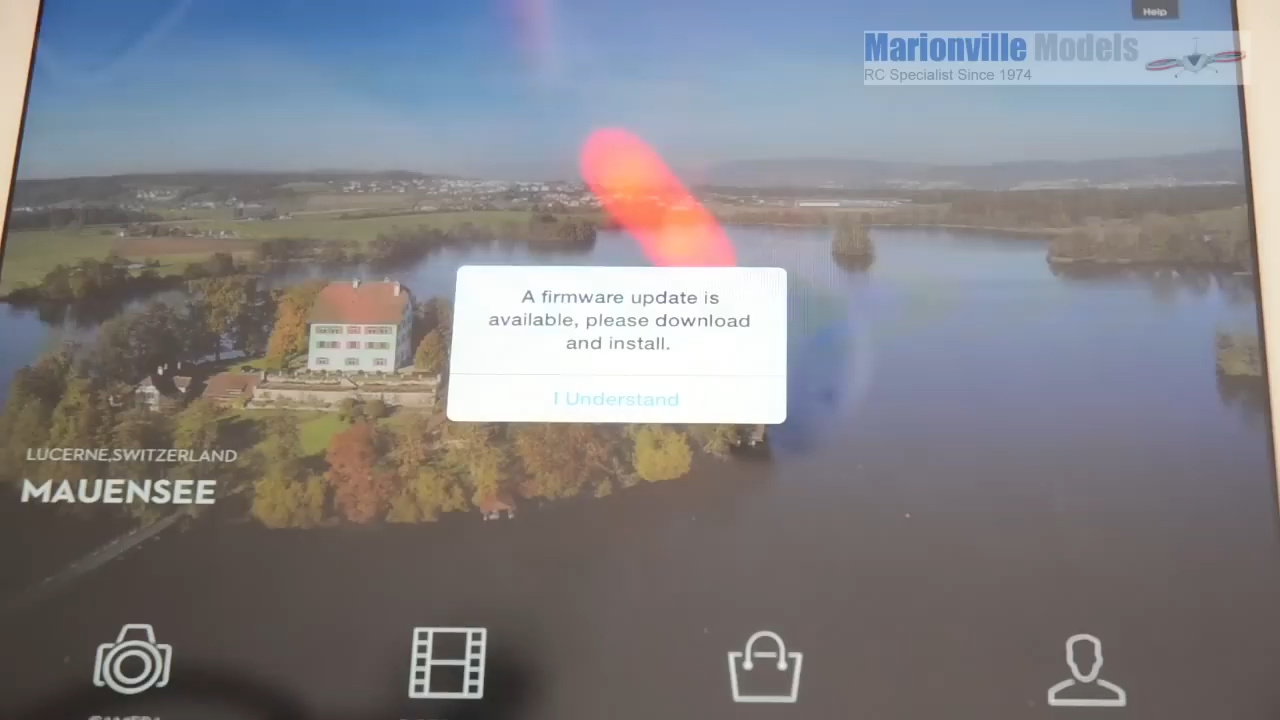 Help
Marionville Models
RC Specialist Since 1974
A firmware update is
available, please download
and install.
I Understand
LUCERNE,SWITZERLAND
MAUENSEE